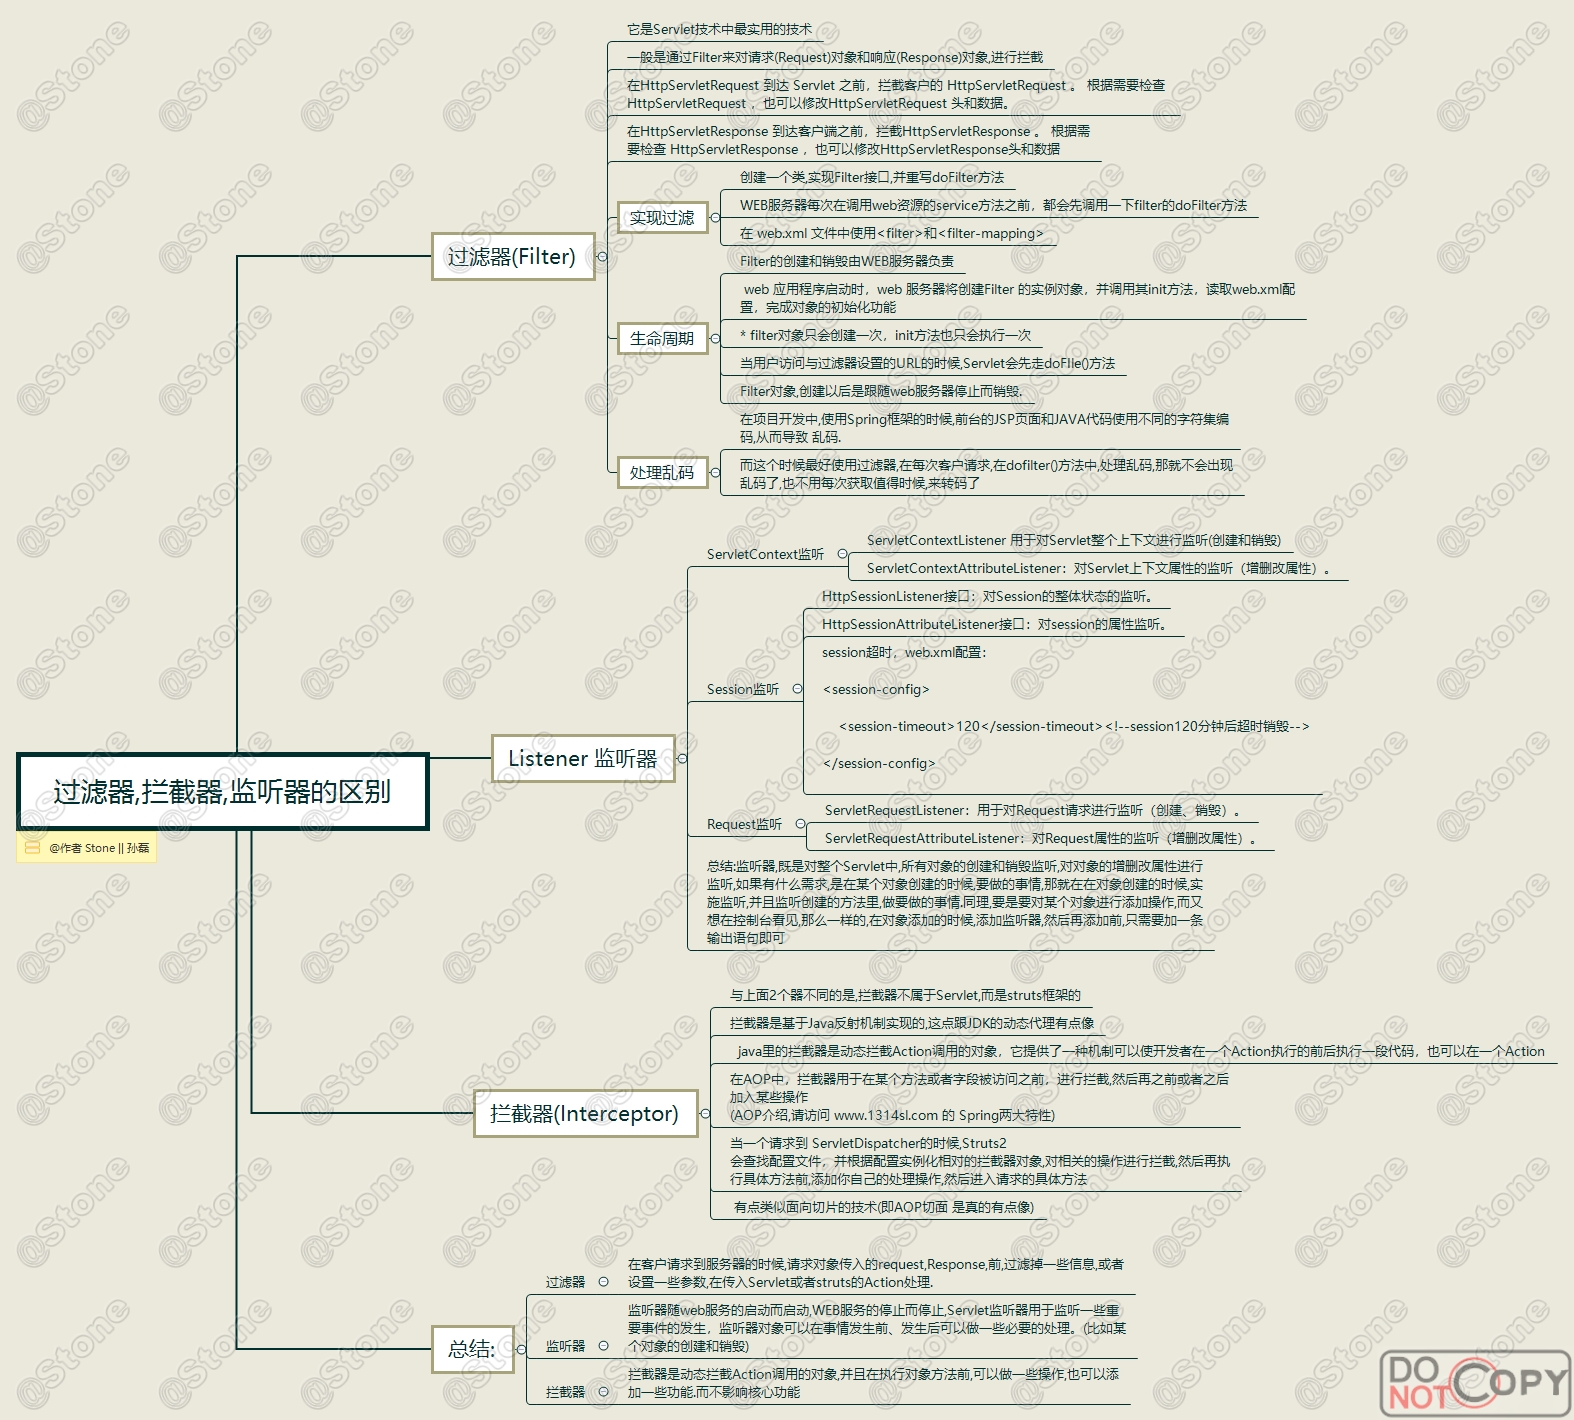 它是Servlet技术中最实用的技术
一般是通过Filter来对请求(Request)对象和响应(Response)对象,进行拦截
在HttpServletRequest 到达 Servlet 之前，拦截客户的 HttpServletRequest 。 根据需要检查
HttpServletRequest ，也可以修改HttpServletRequest 头和数据。
在HttpServletResponse 到达客户端之前，拦截HttpServletResponse 。 根据需
要检查 HttpServletResponse ，也可以修改HttpServletResponse头和数据
过滤器(Filter)
实现过滤
创建一个类,实现Filter接口,并重写doFilter方法
WEB服务器每次在调用web资源的service方法之前，都会先调用一下filter的doFilter方法
在 web.xml 文件中使用<filter>和<filter-mapping>
生命周期
Filter的创建和销毁由WEB服务器负责
web 应用程序启动时，web 服务器将创建Filter 的实例对象，并调用其init方法，读取web.xml配
置，完成对象的初始化功能
* filter对象只会创建一次，init方法也只会执行一次
当用户访问与过滤器设置的URL的时候,Servlet会先走doFIle()方法
Filter对象,创建以后是跟随web服务器停止而销毁.
处理乱码
在项目开发中,使用Spring框架的时候,前台的JSP页面和JAVA代码使用不同的字符集编
码,从而导致 乱码.
而这个时候最好使用过滤器,在每次客户请求,在dofilter()方法中,处理乱码,那就不会出现
乱码了,也不用每次获取值得时候,来转码了
过滤器,拦截器,监听器的区别
@作者 Stone || 孙磊
Listener 监听器
ServletContext监听
ServletContextListener 用于对Servlet整个上下文进行监听(创建和销毁)
ServletContextAttributeListener：对Servlet上下文属性的监听（增删改属性）。
Session监听
HttpSessionListener接口：对Session的整体状态的监听。
HttpSessionAttributeListener接口：对session的属性监听。
session超时，web.xml配置：
<session-config>
<session-timeout>120</session-timeout><!--session120分钟后超时销毁-->
</session-config>
Request监听
ServletRequestListener：用于对Request请求进行监听（创建、销毁）。
ServletRequestAttributeListener：对Request属性的监听（增删改属性）。
总结:监听器,既是对整个Servlet中,所有对象的创建和销毁监听,对对象的增删改属性进行
监听,如果有什么需求,是在某个对象创建的时候,要做的事情,那就在在对象创建的时候,实
施监听,并且监听创建的方法里,做要做的事情.同理,要是要对某个对象进行添加操作,而又
想在控制台看见,那么一样的,在对象添加的时候,添加监听器,然后再添加前,只需要加一条
输出语句即可
拦截器(Interceptor)
与上面2个器不同的是,拦截器不属于Servlet,而是struts框架的
拦截器是基于Java反射机制实现的,这点跟JDK的动态代理有点像
java里的拦截器是动态拦截Action调用的对象，它提供了一种机制可以使开发者在一个Action执行的前后执行一段代码，也可以在一个Action
在AOP中，拦截器用于在某个方法或者字段被访问之前，进行拦截,然后再之前或者之后
加入某些操作
(AOP介绍,请访问 www.1314sl.com 的 Spring两大特性)
当一个请求到 ServletDispatcher的时候,Struts2
会查找配置文件，并根据配置实例化相对的拦截器对象,对相关的操作进行拦截,然后再执
行具体方法前,添加你自己的处理操作,然后进入请求的具体方法
有点类似面向切片的技术(即AOP切面 是真的有点像)
总结:
过滤器
在客户请求到服务器的时候,请求对象传入的request,Response,前,过滤掉一些信息,或者
设置一些参数,在传入Servlet或者struts的Action处理.
监听器
监听器随web服务的启动而启动,WEB服务的停止而停止,Servlet监听器用于监听一些重
要事件的发生，监听器对象可以在事情发生前、发生后可以做一些必要的处理。(比如某
个对象的创建和销毁)
拦截器
拦截器是动态拦截Action调用的对象,并且在执行对象方法前,可以做一些操作,也可以添
加一些功能.而不影响核心功能
@Stone
DO NOT COPY